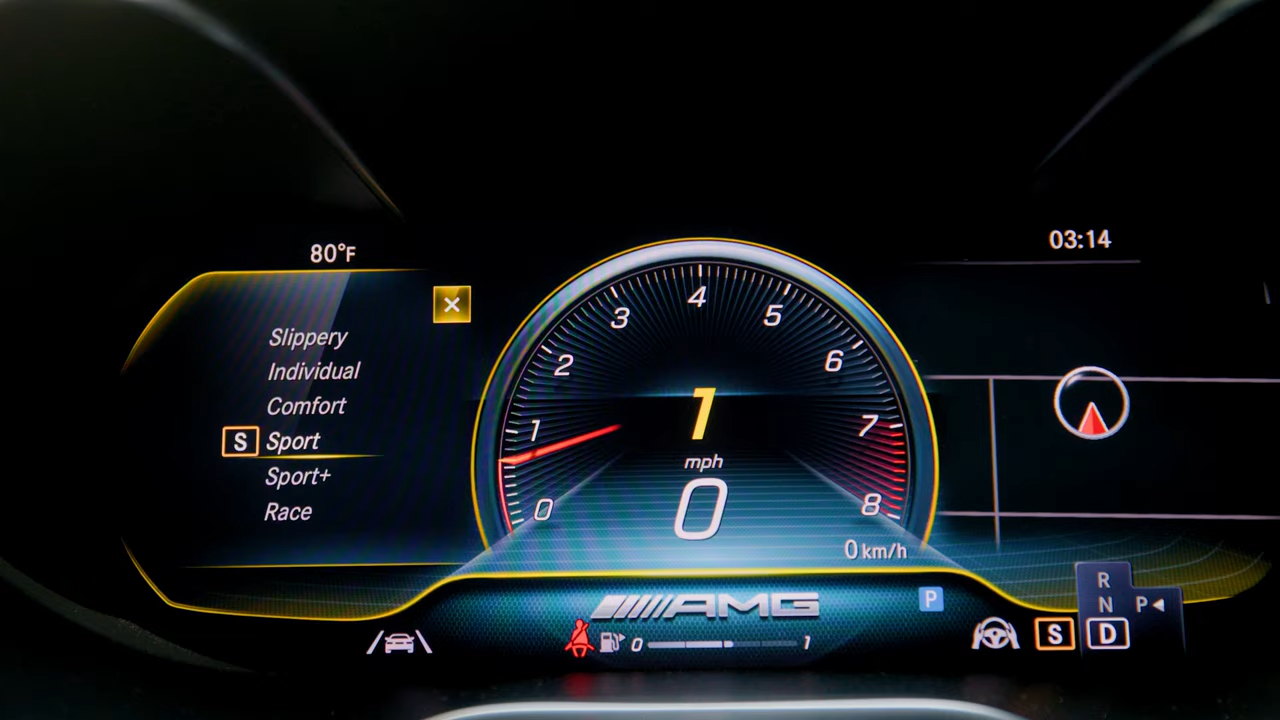 80°F
03:14
×
Slippery
Individual
Comfort
S Sport
Sport+
Race
0 1 2 3 4 5 6 7 8
1
mph
0
0 km/h
AMG
P
0 1
R
N P
S D